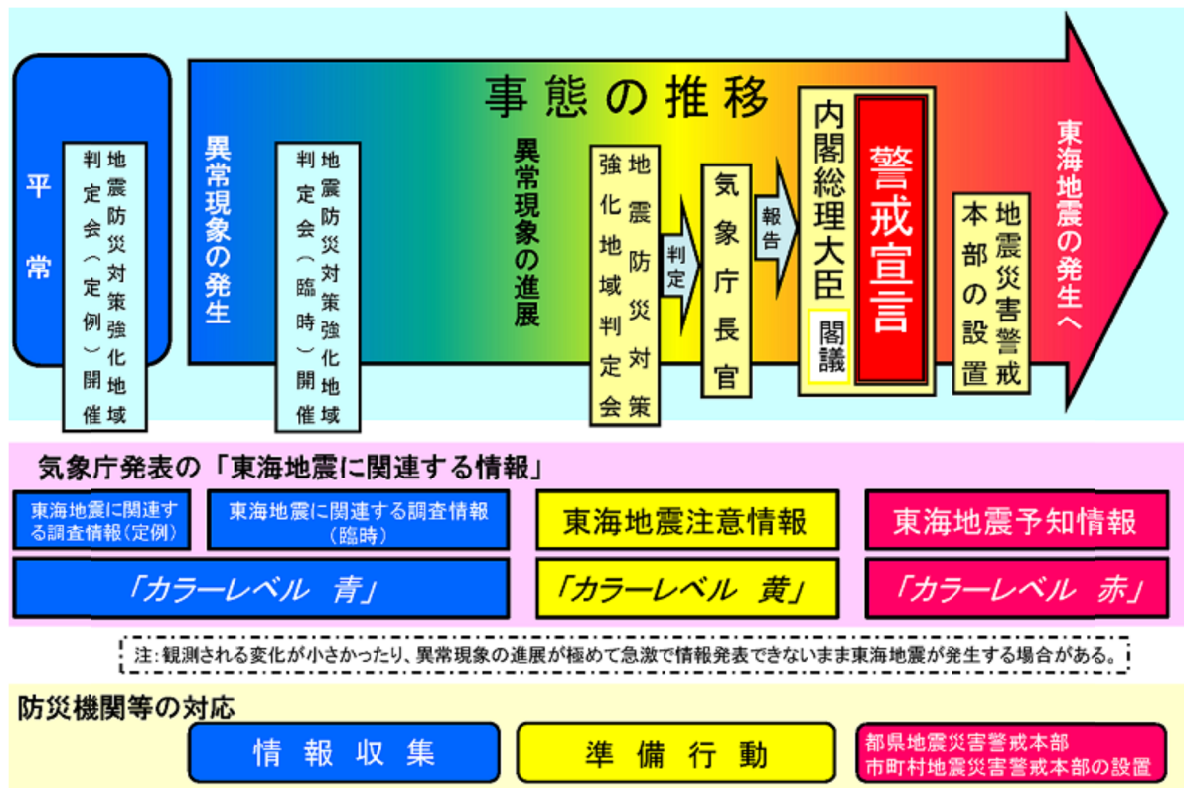 事態の推移
平常
地震防災対策強化地域
判定会（定例）開催
異常現象の発生
地震防災対策強化地域
判定会（臨時）開催
異常現象の進展
地震防災対策
強化地域判定会
判定
気象庁長官
報告
内閣総理大臣
閣議
警戒宣言
地震災害警戒
本部の設置
東海地震の発生へ
気象庁発表の「東海地震に関連する情報」
東海地震に関連す
る調査情報（定例）
東海地震に関連する調査情報
（臨時）
東海地震注意情報
東海地震予知情報
「カラーレベル 青」
「カラーレベル 黄」
「カラーレベル 赤」
注：観測される変化が小さかったり、異常現象の進展が極めて急激で情報発表できないまま東海地震が発生する場合がある。
防災機関等の対応
情報収集
準備行動
都県地震災害警戒本部
市町村地震災害警戒本部の設置